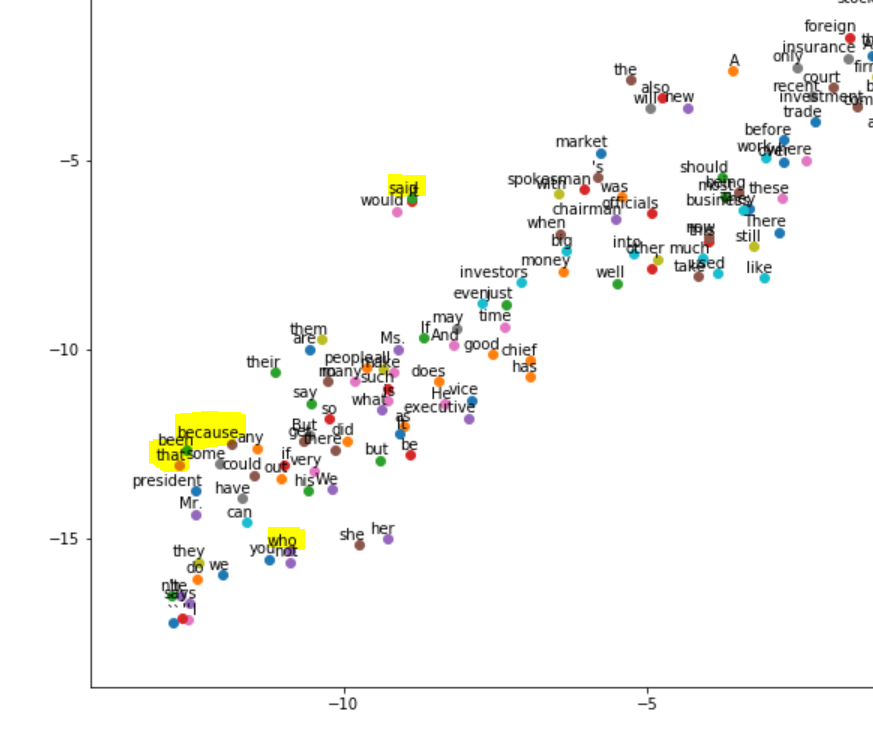 foreign
insurance
only
A
the
also
recent
court
will
new
investment
trade
market
before
work
where
's
should
spokesman
being
with
most
these
said
was
would
officials
business
chairman
when
There
now
big
into
still
other
much
money
take
used
investors
well
like
−5
even
just
may
time
them
If
And
are
Ms.
good
chief
−10
people
all
make
their
many
such
does
has
is
say
what
He
vice
executive
so
as
But
did
because
there
been
any
but
be
that
some
if
very
could
out
president
his
We
have
Mr.
can
she
her
who
−15
you
not
they
do
we
says
I
−10
−5